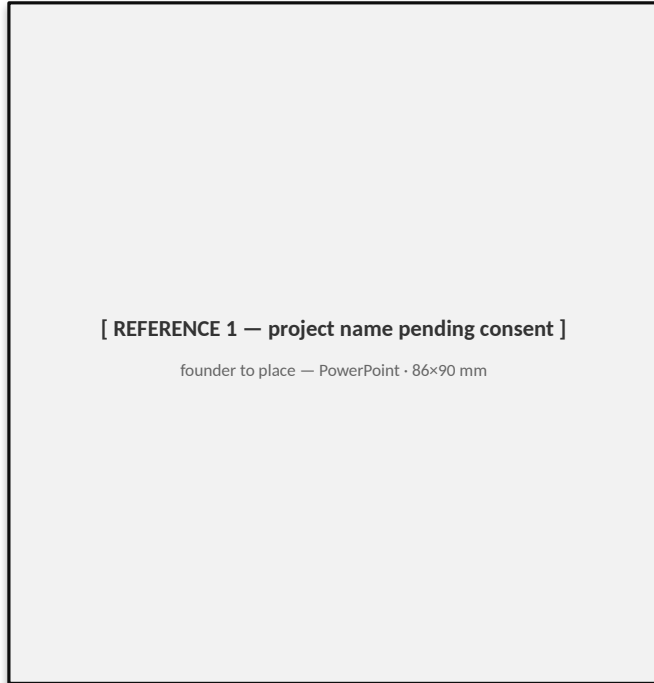 [ REFERENCE 1 — project name pending consent ]
founder to place — PowerPoint · 86×90 mm